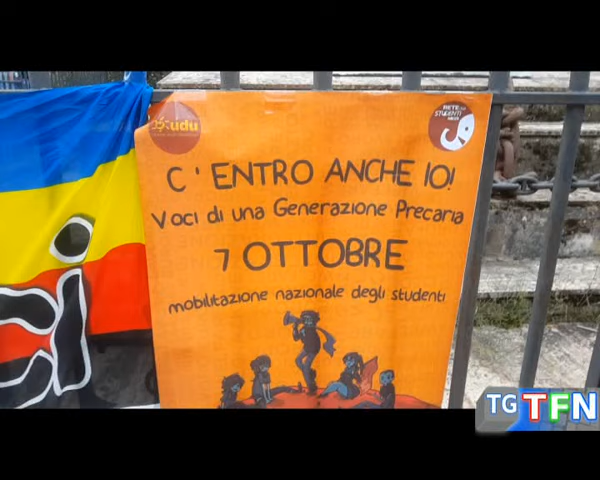 udu
RETE degli
STUDENTI
MEDI
C'ENTRO ANCHE IO!
Voci di una Generazione Precaria
7 OTTOBRE
mobilitazione nazionale degli studenti
ci
TG TFN